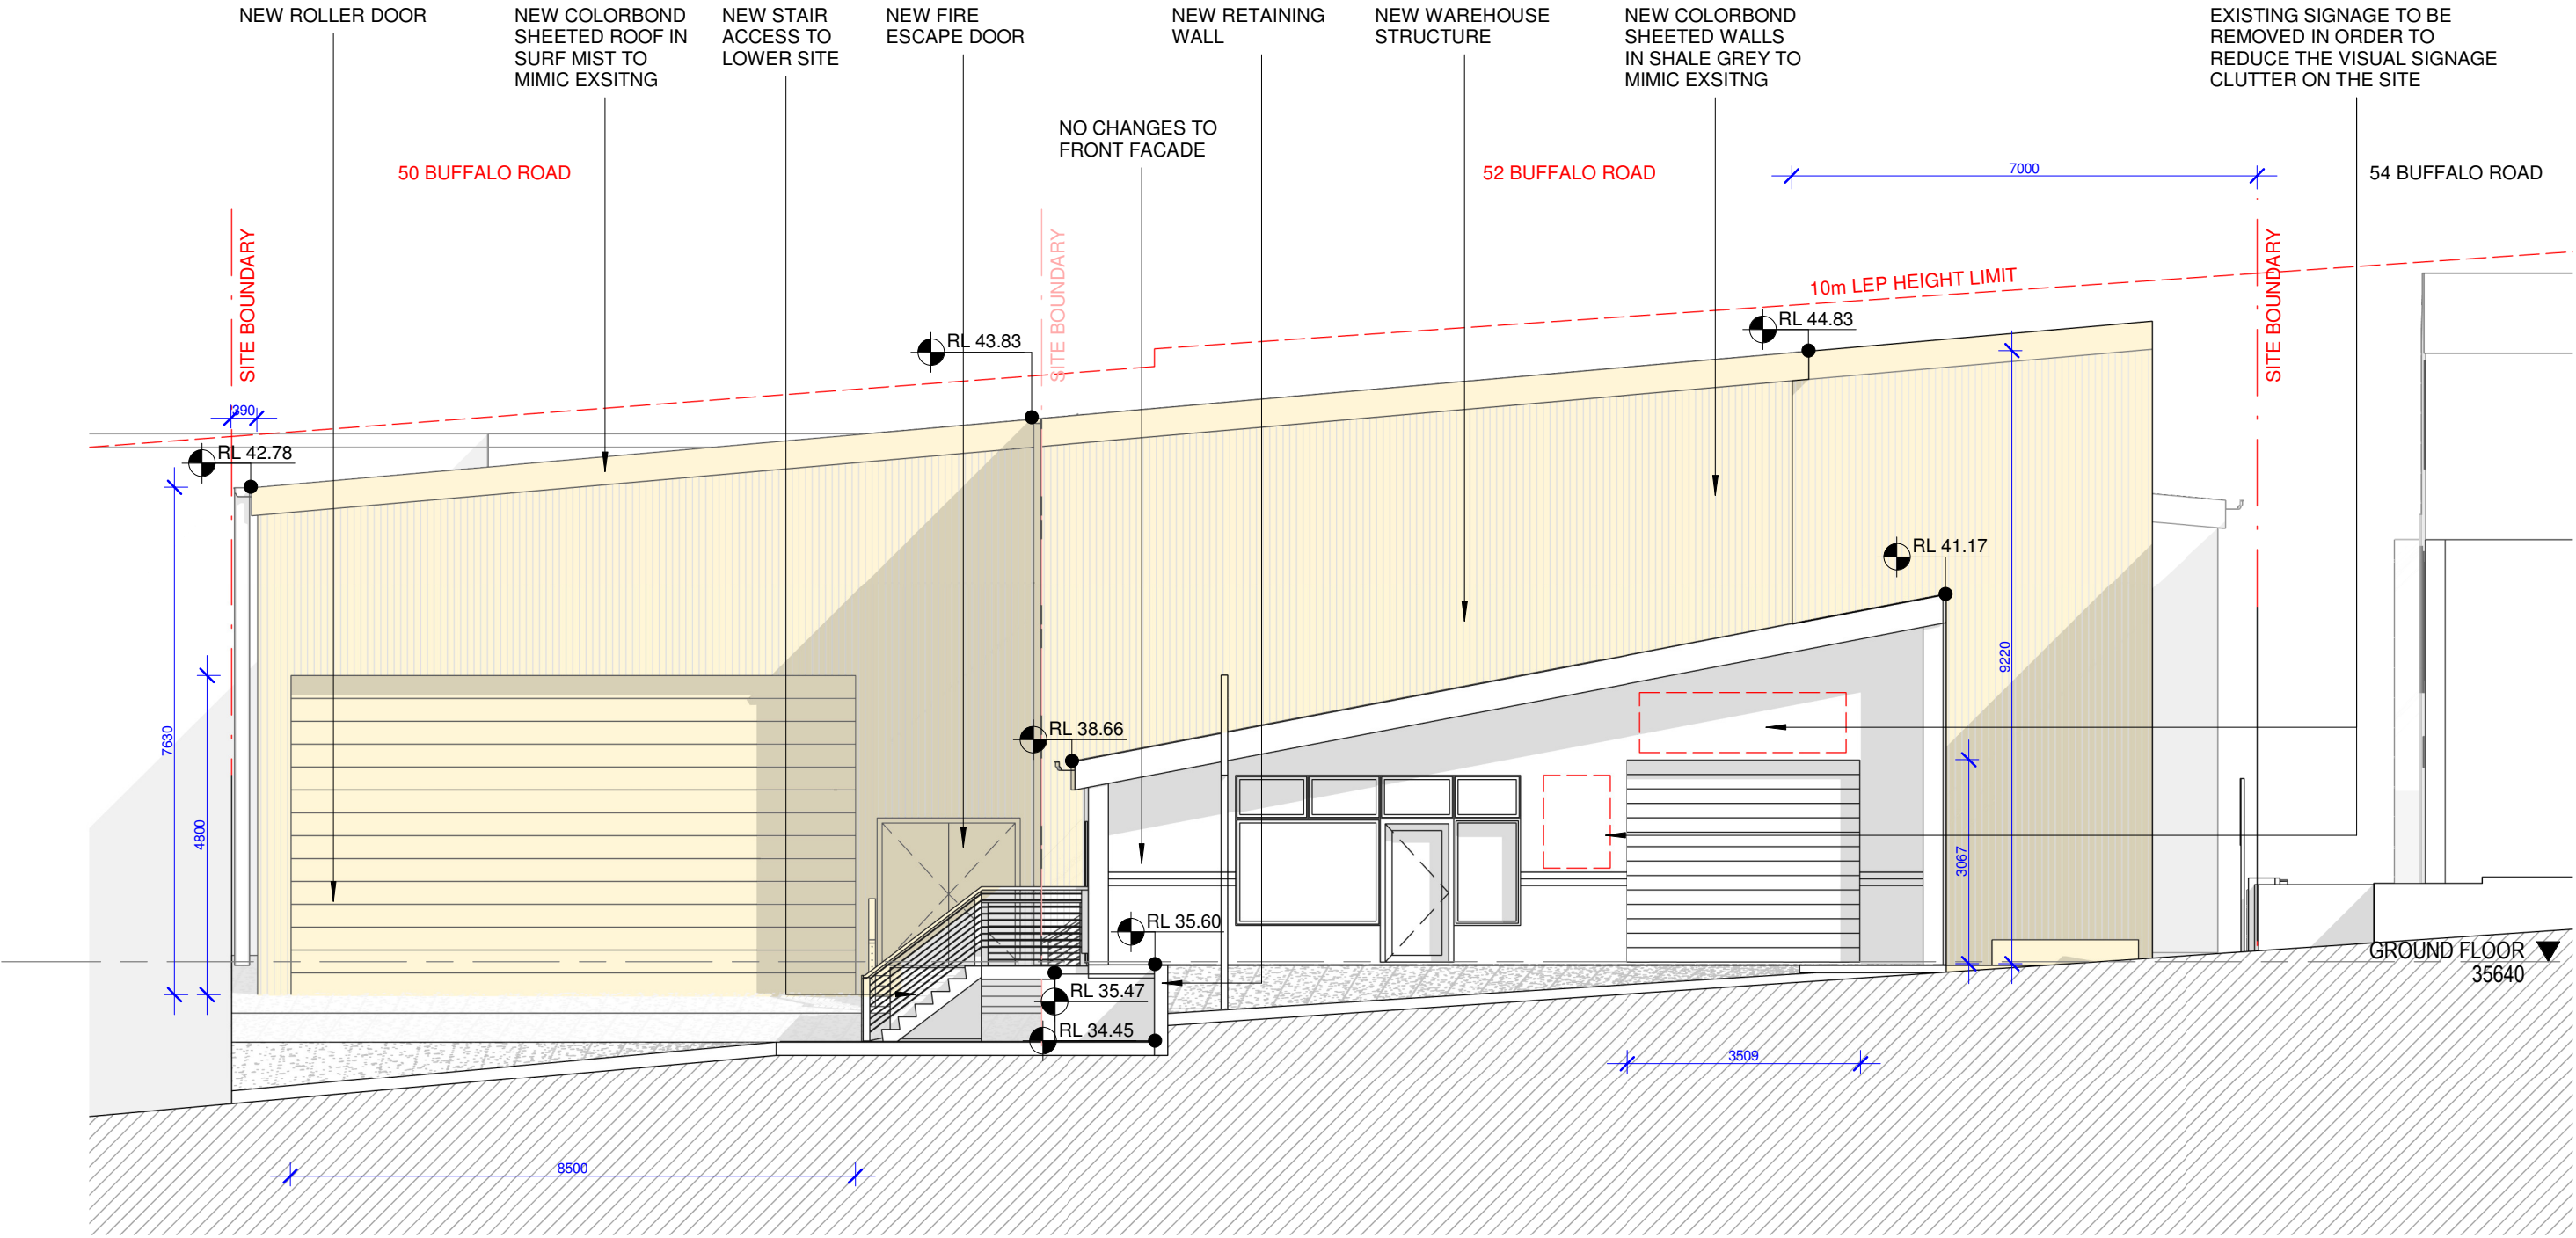 NEW ROLLER DOOR
NEW COLORBOND
SHEETED ROOF IN
SURF MIST TO
MIMIC EXSITNG
NEW STAIR
ACCESS TO
LOWER SITE
NEW FIRE
ESCAPE DOOR
NEW RETAINING
WALL
NEW WAREHOUSE
STRUCTURE
NEW COLORBOND
SHEETED WALLS
IN SHALE GREY TO
MIMIC EXSITNG
EXISTING SIGNAGE TO BE
REMOVED IN ORDER TO
REDUCE THE VISUAL SIGNAGE
CLUTTER ON THE SITE
NO CHANGES TO
FRONT FACADE
50 BUFFALO ROAD
52 BUFFALO ROAD
7000
54 BUFFALO ROAD
SITE BOUNDARY
SITE BOUNDARY
SITE BOUNDARY
10m LEP HEIGHT LIMIT
RL 44.83
RL 43.83
390
RL 42.78
RL 41.17
9220
7630
RL 38.66
4800
3067
RL 35.60
GROUND FLOOR
35640
RL 35.47
RL 34.45
3509
8500